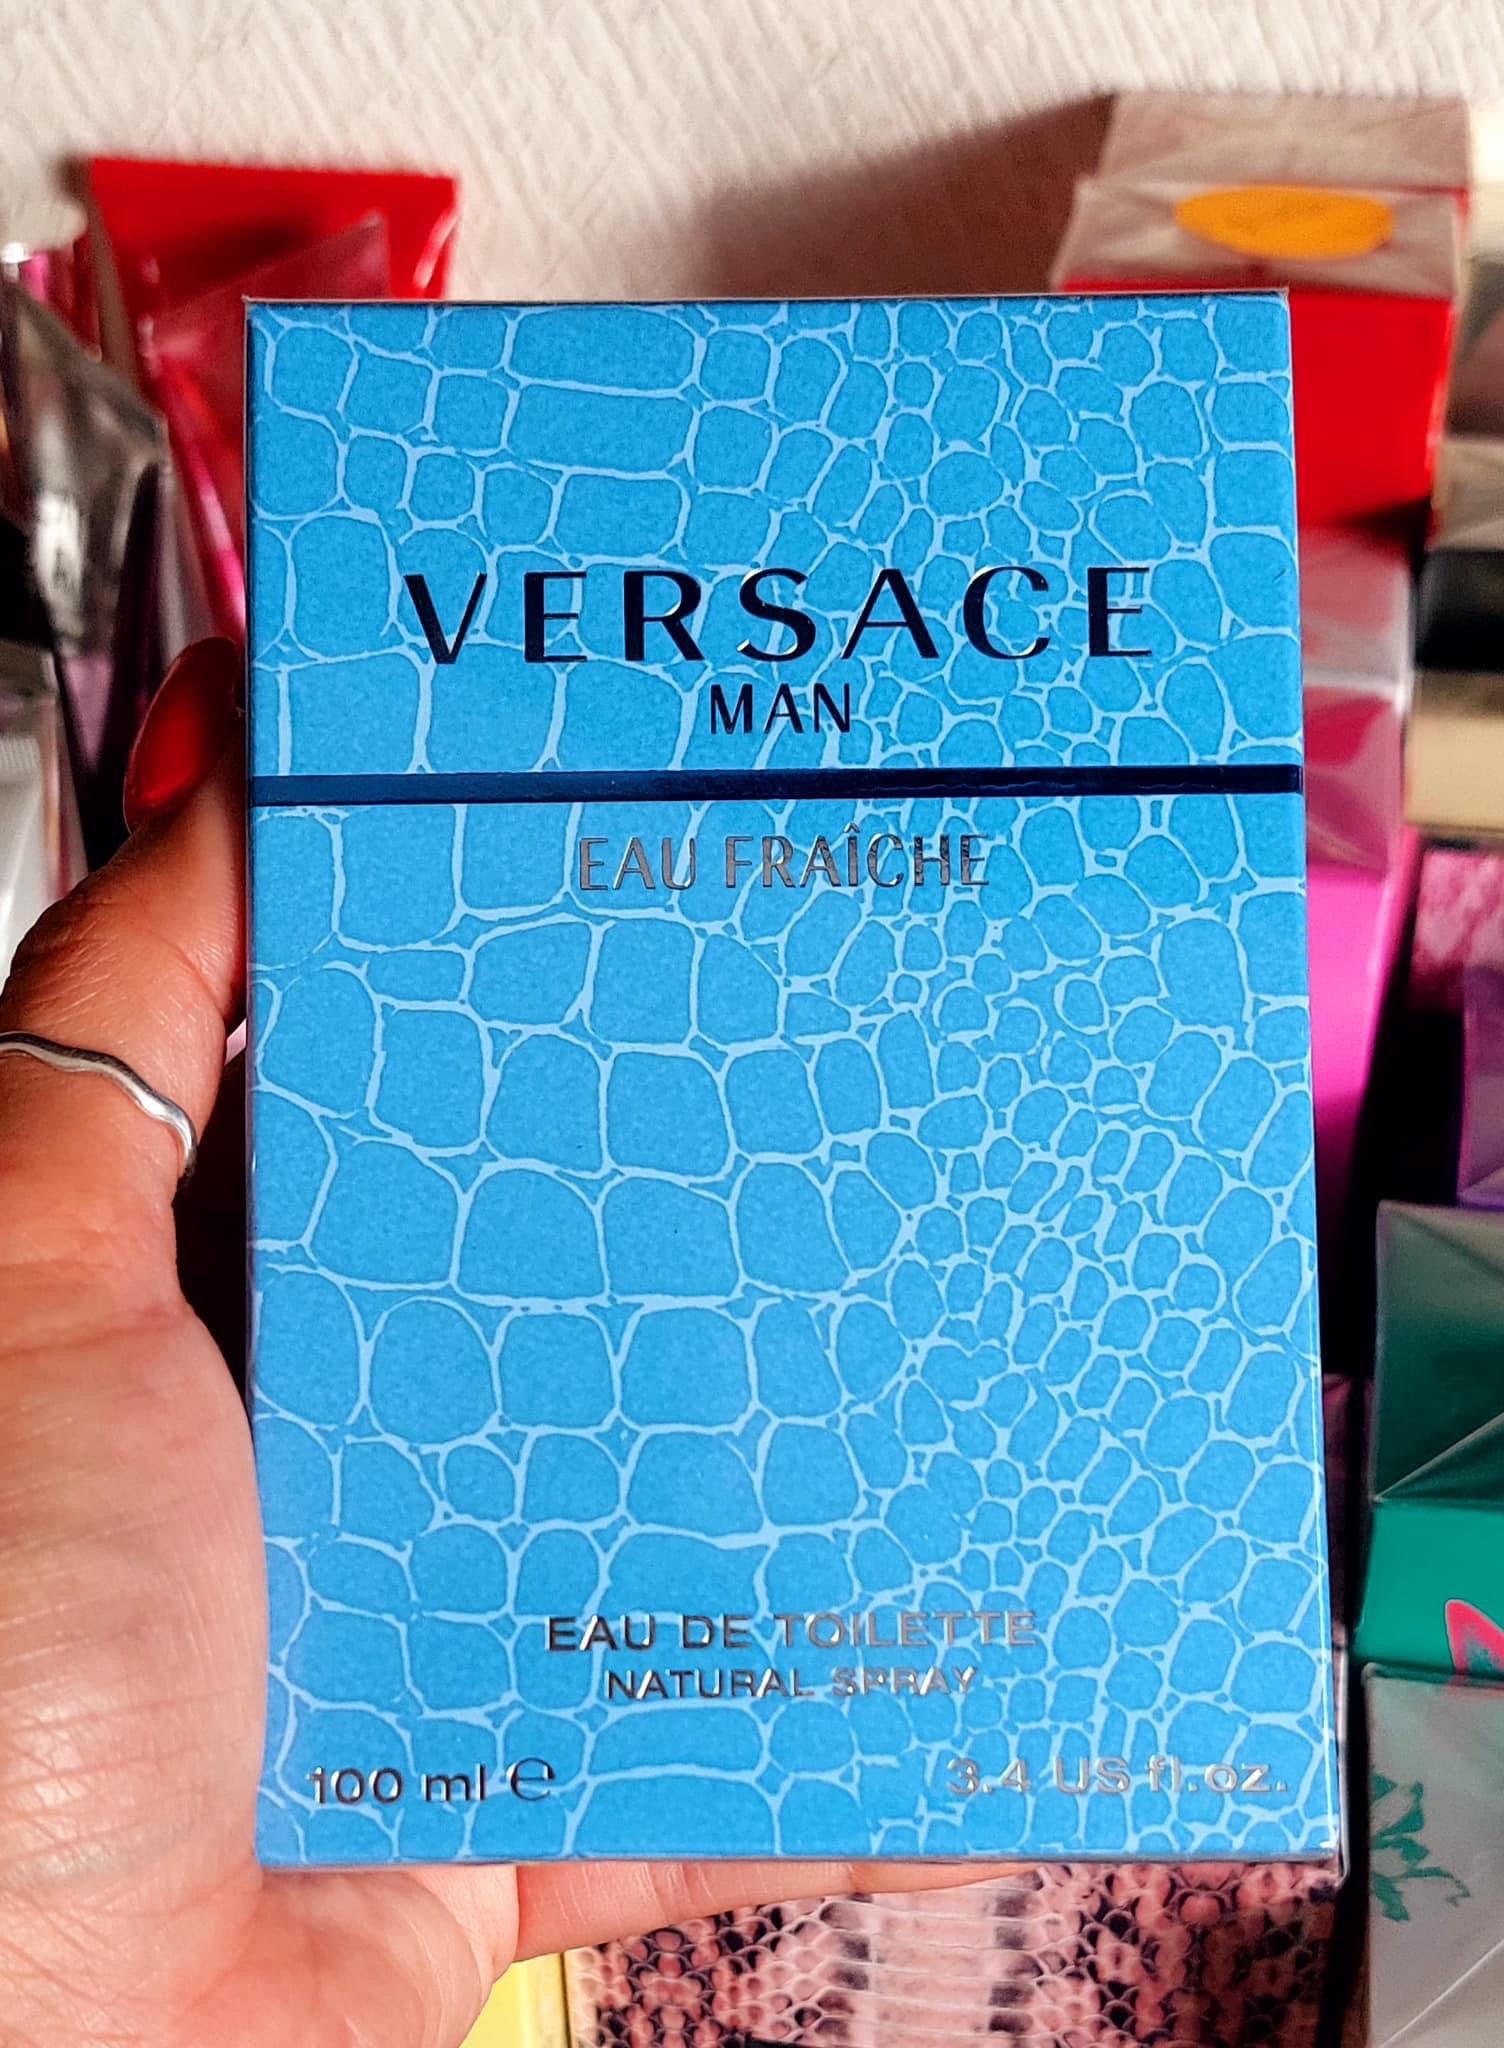 VERSACE
MAN
EAU FRAÎCHE
EAU DE TOILETTE
NATURAL SPRAY
100 ml ℮
3.4 US fl.oz.